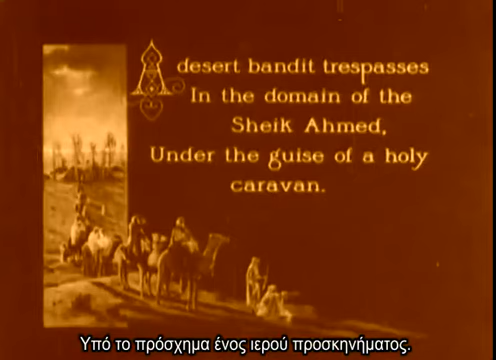 A desert bandit trespasses
In the domain of the
Sheik Ahmed,
Under the guise of a holy
caravan.
Υπό το πρόσχημα ένος ιερού προσκηνήματος.